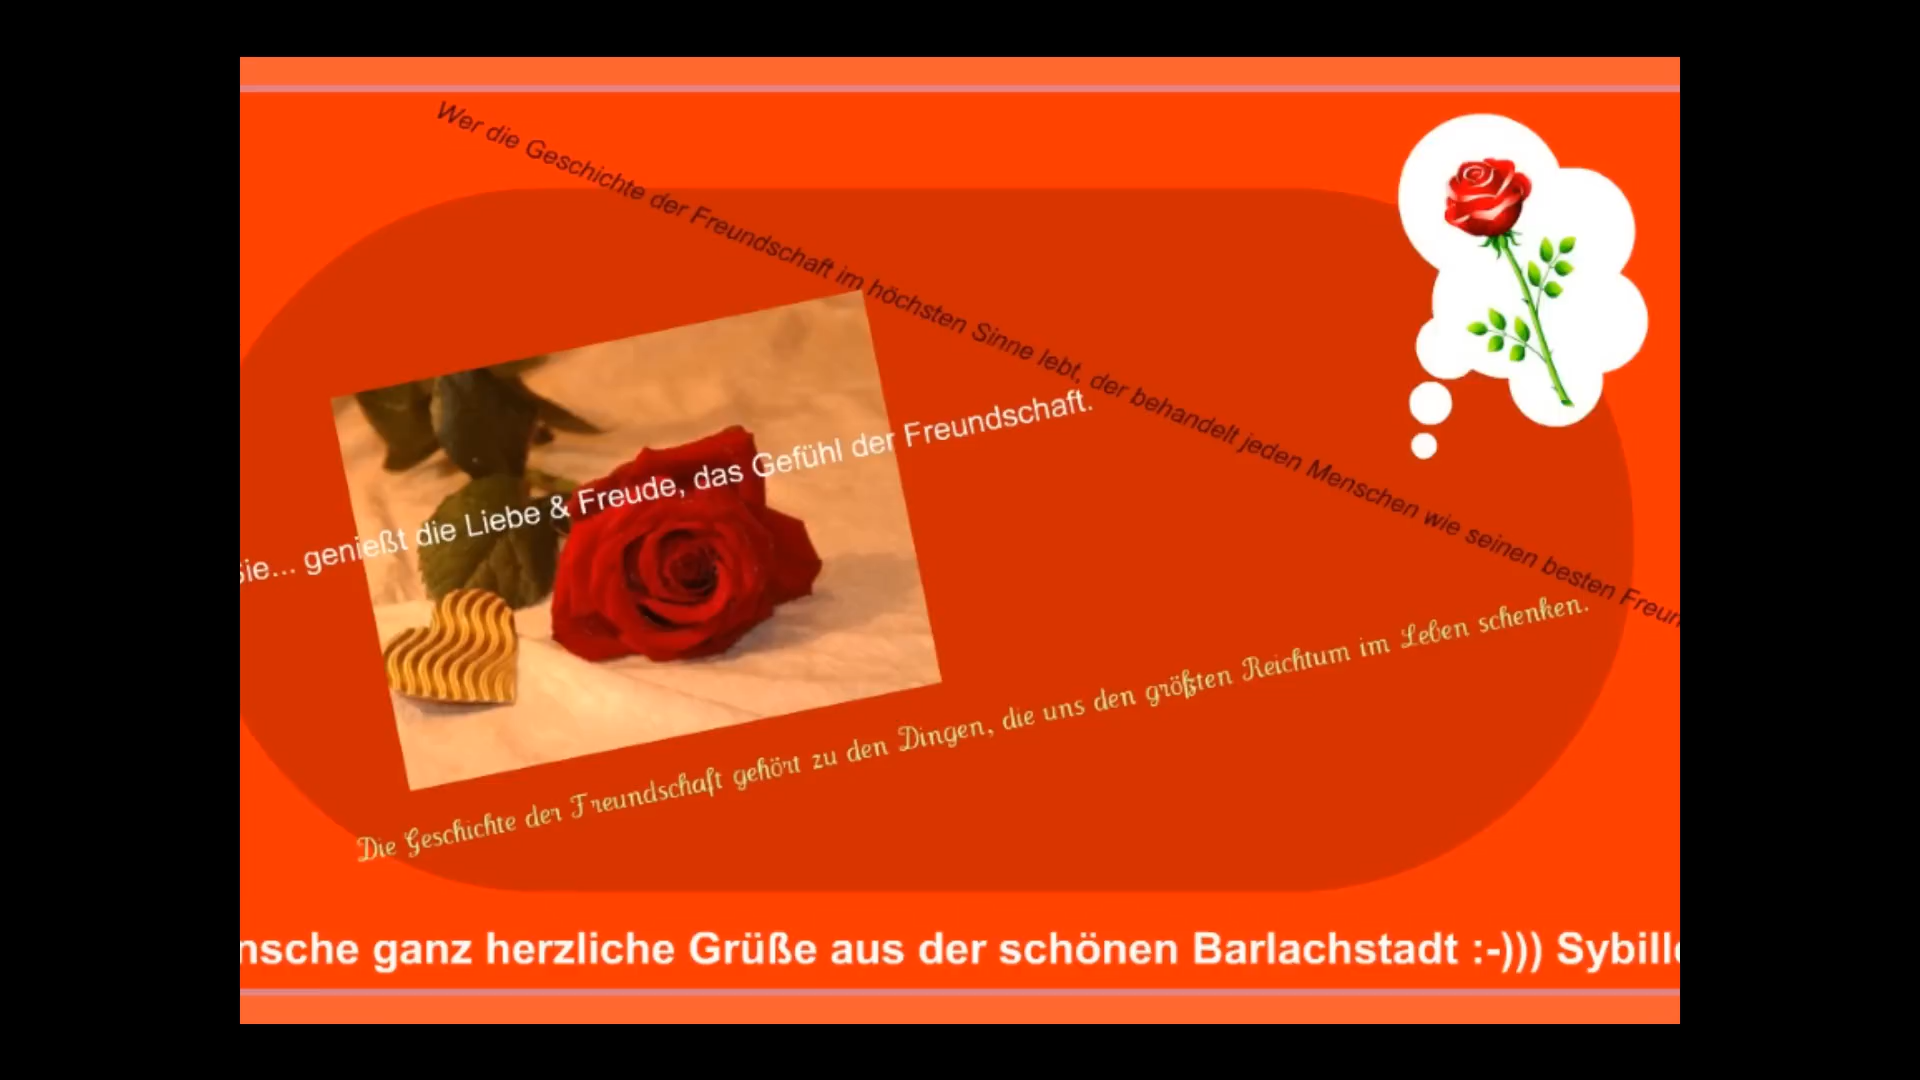 Wer die Geschichte der Freundschaft im höchsten Sinne lebt, der behandelt jeden Menschen wie seinen besten
genießt die Liebe & Freude, das Gefühl der Freundschaft.
Die Geschichte der Freundschaft gehört zu den Dingen, die uns den größten Reichtum im Leben schenken.
ganz herzliche Grüße aus der schönen Barlachstadt :-))) Sybille